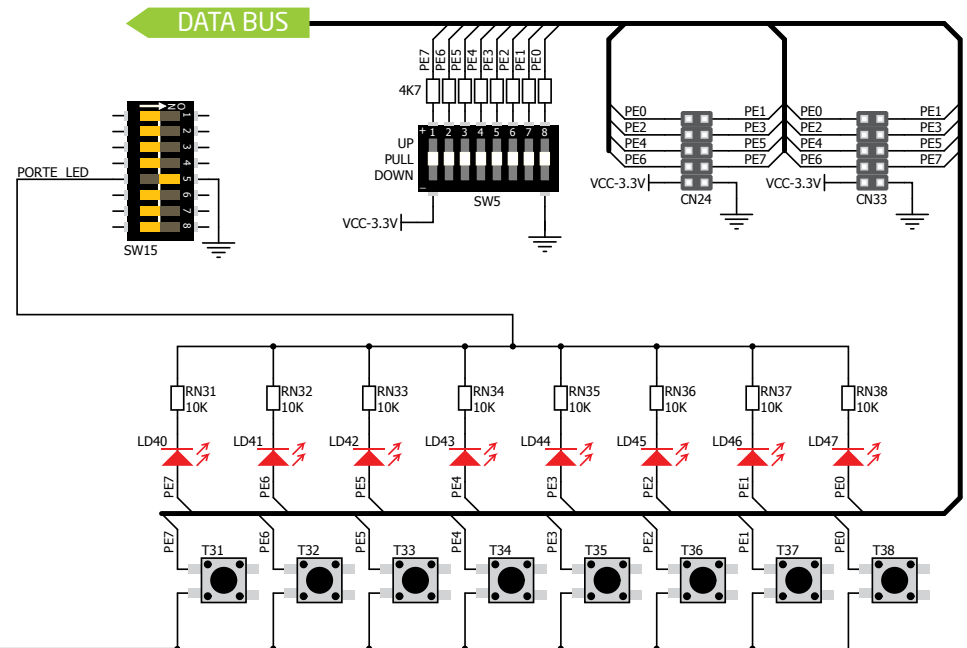 DATA BUS
PE7 PE6 PE5 PE4 PE3 PE2 PE1 PE0
4K7
O N
1 2 3 4 5 6 7 8
SW15
PORTE LED
+ 1 2 3 4 5 6 7 8
UP
PULL
DOWN
_
SW5
VCC-3.3V
PE0 PE1 PE0 PE1
PE2 PE3 PE2 PE3
PE4 PE5 PE4 PE5
PE6 PE7 PE6 PE7
VCC-3.3V VCC-3.3V
CN24 CN33
RN31 RN32 RN33 RN34 RN35 RN36 RN37 RN38
10K 10K 10K 10K 10K 10K 10K 10K
LD40 LD41 LD42 LD43 LD44 LD45 LD46 LD47
PE7 PE6 PE5 PE4 PE3 PE2 PE1 PE0
PE7 PE6 PE5 PE4 PE3 PE2 PE1 PE0
T31 T32 T33 T34 T35 T36 T37 T38